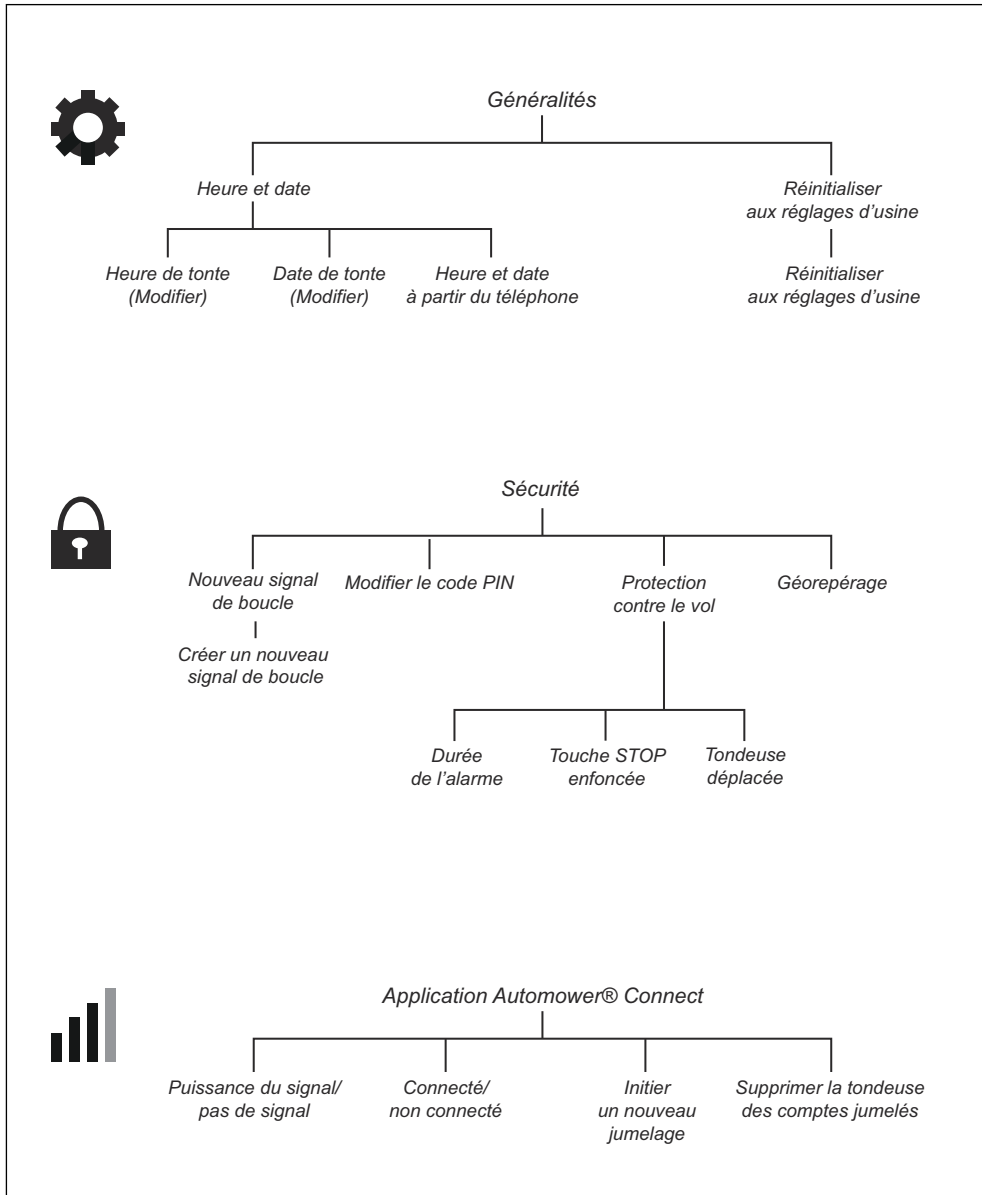 Généralités
Heure et date
Réinitialiser
aux réglages d'usine
Heure de tonte
(Modifier)
Date de tonte
(Modifier)
Heure et date
à partir du téléphone
Réinitialiser
aux réglages d'usine
Sécurité
Nouveau signal
de boucle
Modifier le code PIN
Protection
contre le vol
Géorepérage
Créer un nouveau
signal de boucle
Durée
de l'alarme
Touche STOP
enfoncée
Tondeuse
déplacée
Application Automower® Connect
Puissance du signal/
pas de signal
Connecté/
non connecté
Initier
un nouveau
jumelage
Supprimer la tondeuse
des comptes jumelés